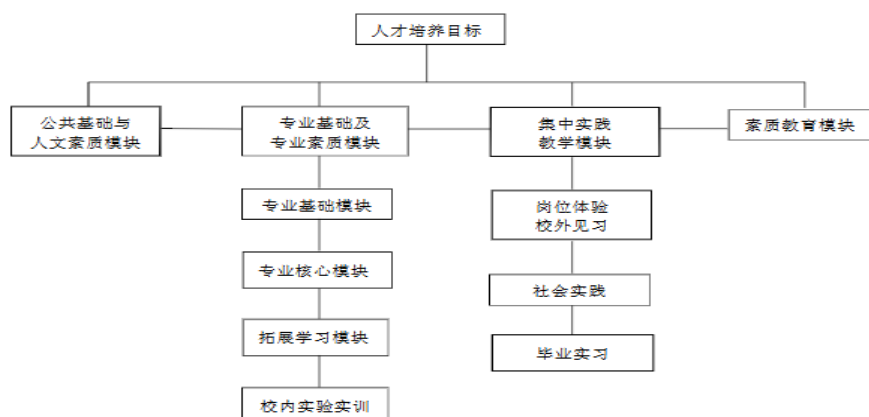 人才培养目标
公共基础与
人文素质模块
专业基础及
专业素质模块
集中实践
教学模块
素质教育模块
专业基础模块
专业核心模块
拓展学习模块
校内实验实训
岗位体验
校外见习
社会实践
毕业实习